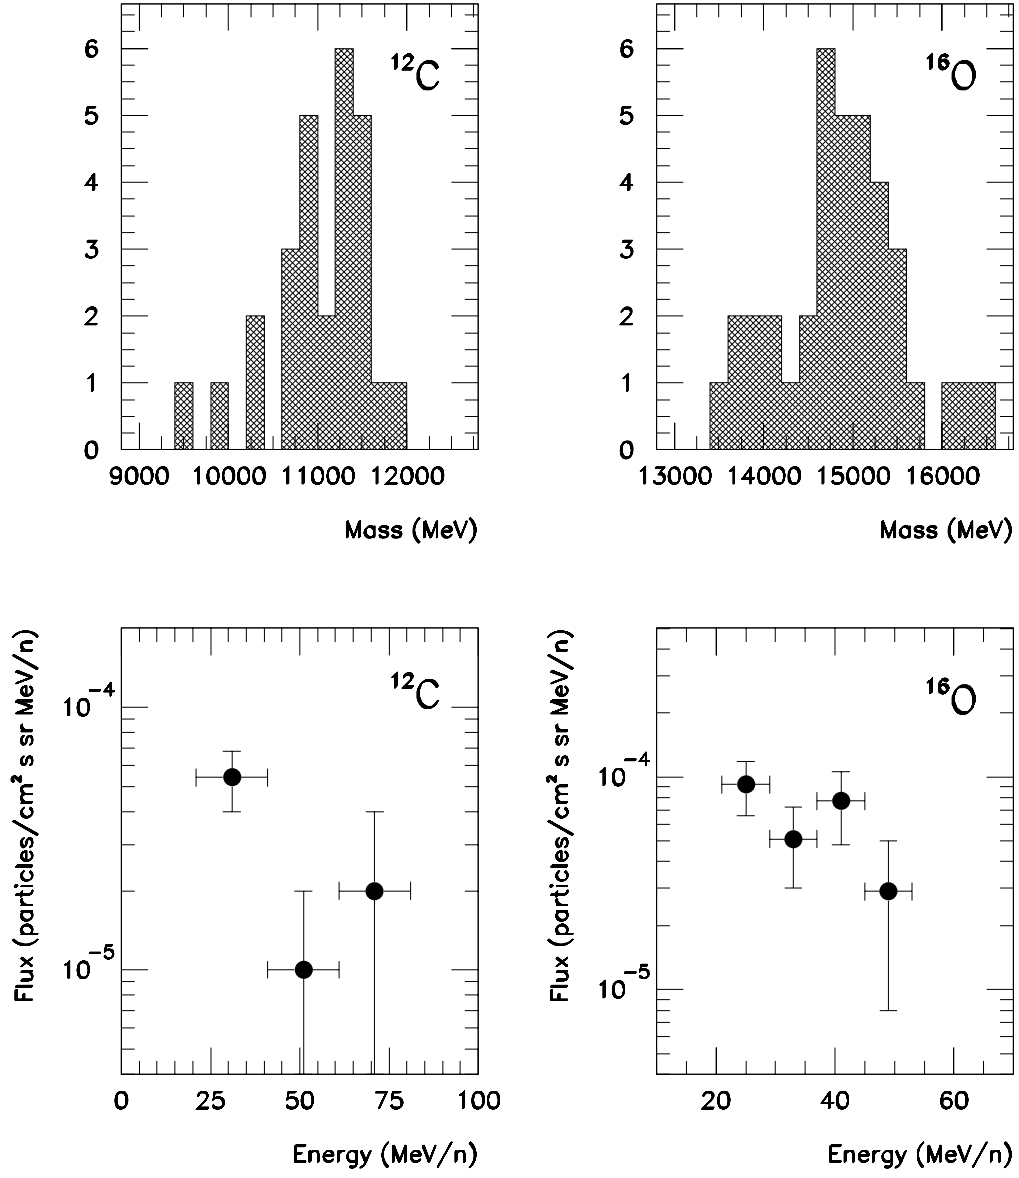 ¹²C
6
5
4
3
2
1
0
9000 10000 11000 12000
Mass (MeV)
¹⁶O
6
5
4
3
2
1
0
13000 14000 15000 16000
Mass (MeV)
Flux (particles/cm² s sr MeV/n)
¹²C
10⁻⁴
10⁻⁵
0 25 50 75 100
Energy (MeV/n)
Flux (particles/cm² s sr MeV/n)
¹⁶O
10⁻⁴
10⁻⁵
20 40 60
Energy (MeV/n)